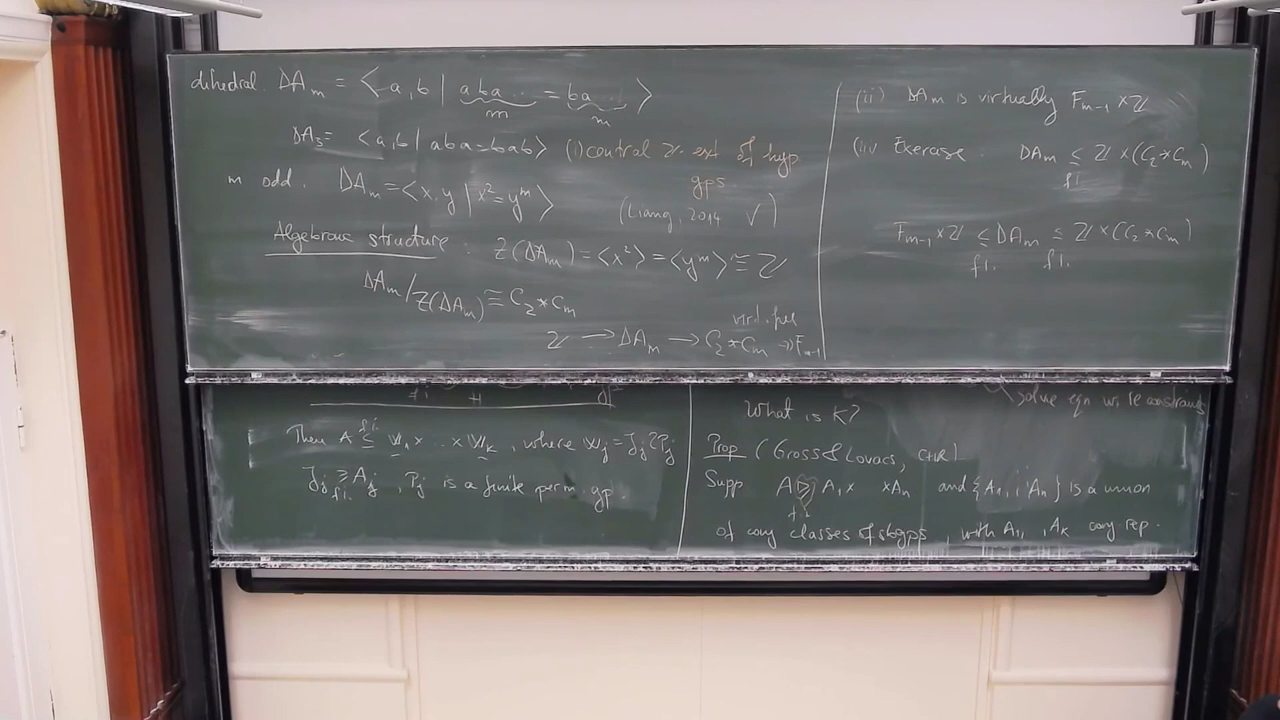 dihedral. DA_m = < a, b | aba... = ba... >
m m
DA_3 = < a, b | aba = bab > (i) central Z-ext of hyp
gps.
m odd. DA_m = < x, y | x^2 = y^m >
(Liang, 2014 ✓)
Algebraic structure : Z(DA_m) = <x^2> = <y^m> ≅ Z
DA_m / Z(DA_m) ≅ C_2 * C_m
virt. free
Z → DA_m → C_2 * C_m → F_{m-1}
(ii) DA_m is virtually F_{m-1} × Z
(iii) Exercise. DA_m ≤ Z × (C_2 * C_m)
f.i.
F_{m-1} × Z ≤ DA_m ≤ Z × (C_2 * C_m)
f.i. f.i.
f.i.
Then A ≤ W_1 × ... × W_k, where W_j = J_j ≀ P_j
J_j ≥ A_j, P_j is a finite perm. gp.
f.i.
solve eqn w. re constraints
What is K?
Prop (Gross & Lovacs, CHR)
Supp A ⊵ A_1 × × A_n and {A_1, , A_n} is a union
f.i.
of conj classes of sbgps, with A_1, , A_k conj rep.